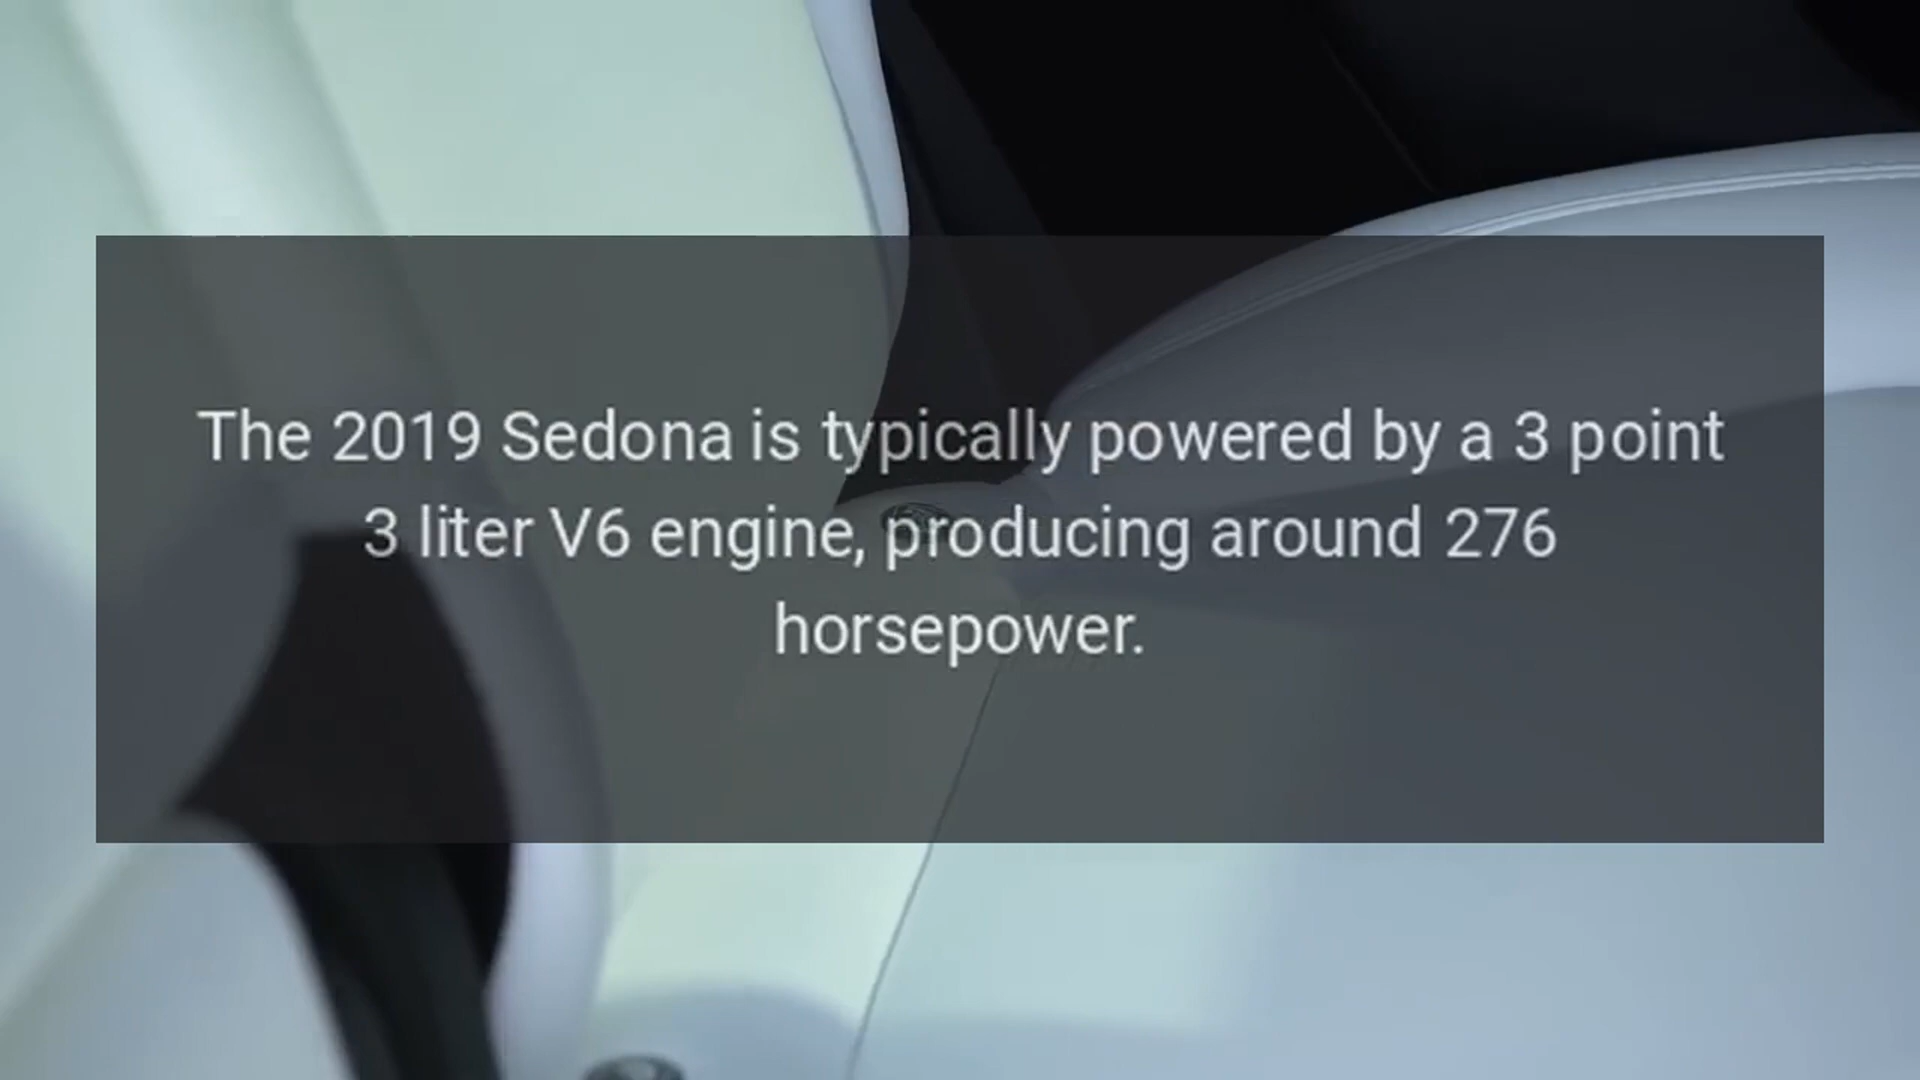 The 2019 Sedona is typically powered by a 3 point
3 liter V6 engine, producing around 276
horsepower.